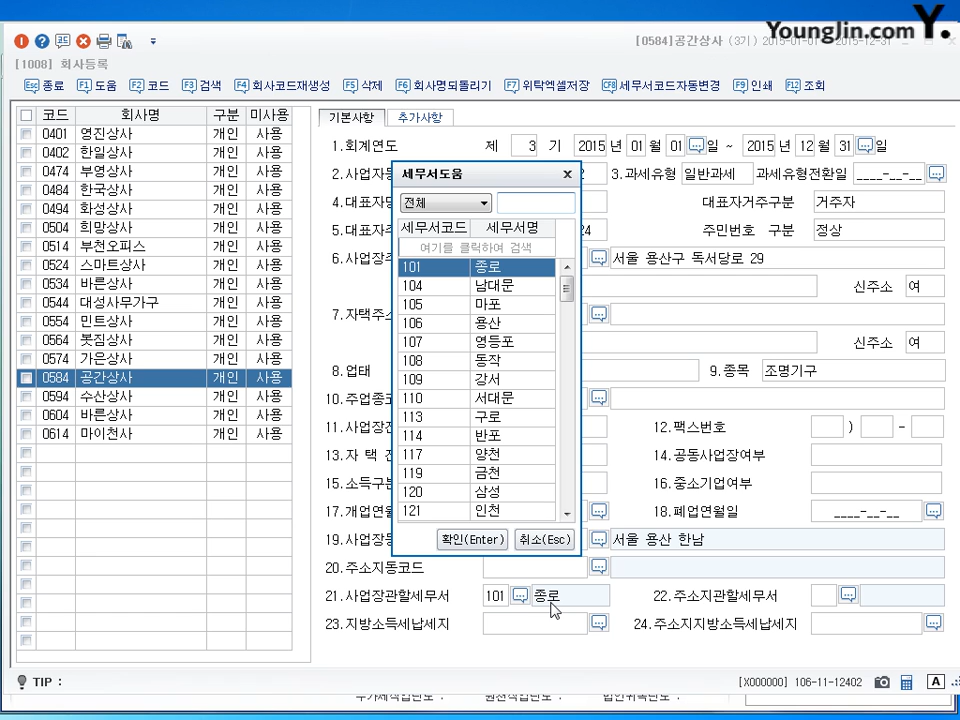 YoungJin.com Y.
[0584]공간상사 (3기) 2015-01-01 ~ 2015-12-31
[1008] 회사등록
Esc 종료 F1 도움 F2 코드 F3 검색 F4 회사코드재생성 F5 삭제 F6 회사명되돌리기 F7 위탁엑셀저장 CF8 세무서코드자동변경 F9 인쇄 F12 조회
코드 회사명 구분 미사용
0401 영진상사 개인 사용
0402 한일상사 개인 사용
0474 부영상사 개인 사용
0484 한국상사 개인 사용
0494 화성상사 개인 사용
0504 희망상사 개인 사용
0514 부천오피스 개인 사용
0524 스마트상사 개인 사용
0534 바른상사 개인 사용
0544 대성사무가구 개인 사용
0554 민트상사 개인 사용
0564 봇짐상사 개인 사용
0574 가은상사 개인 사용
0584 공간상사 개인 사용
0594 수산상사 개인 사용
0604 바른상사 개인 사용
0614 마이천사 개인 사용
기본사항 추가사항
1.회계연도 제 3 기 2015 년 01 월 01 일 ~ 2015 년 12 월 31 일
2.사업자등 2 3.과세유형 일반과세 과세유형전환일 ____-__-__
4.대표자명 대표자거주구분 거주자
5.대표자주 24 주민번호 구분 정상
6.사업장주 서울 용산구 독서당로 29
신주소 여
7.자택주소
신주소 여
8.업태 9.종목 조명기구
10.주업종코
11.사업장전 12.팩스번호 ) -
13.자 택 전 14.공동사업장여부
15.소득구분 16.중소기업여부
17.개업연월 18.폐업연월일 ____-__-__
19.사업장동 서울 용산 한남
20.주소지동코드
21.사업장관할세무서 101 종로 22.주소지관할세무서
23.지방소득세납세지 24.주소지지방소득세납세지
세무서도움 x
전체
세무서코드 세무서명
여기를 클릭하여 검색
101 종로
104 남대문
105 마포
106 용산
107 영등포
108 동작
109 강서
110 서대문
113 구로
114 반포
117 양천
119 금천
120 삼성
121 인천
확인(Enter) 취소(Esc)
TIP :
[X000000] 106-11-12402 A